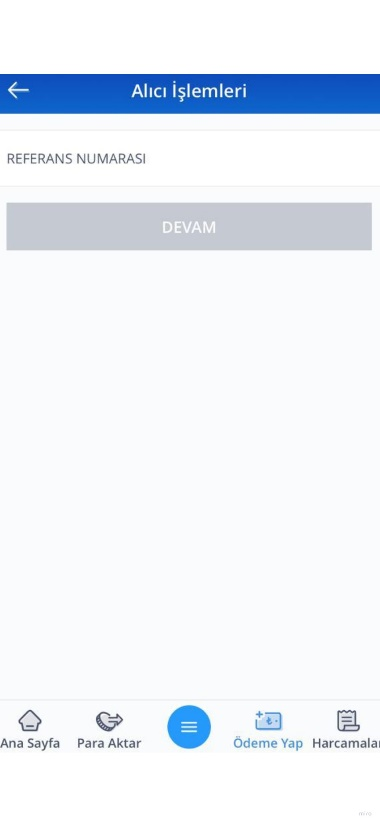 Alıcı İşlemleri
REFERANS NUMARASI
DEVAM
Ana Sayfa
Para Aktar
Ödeme Yap
Harcamalar